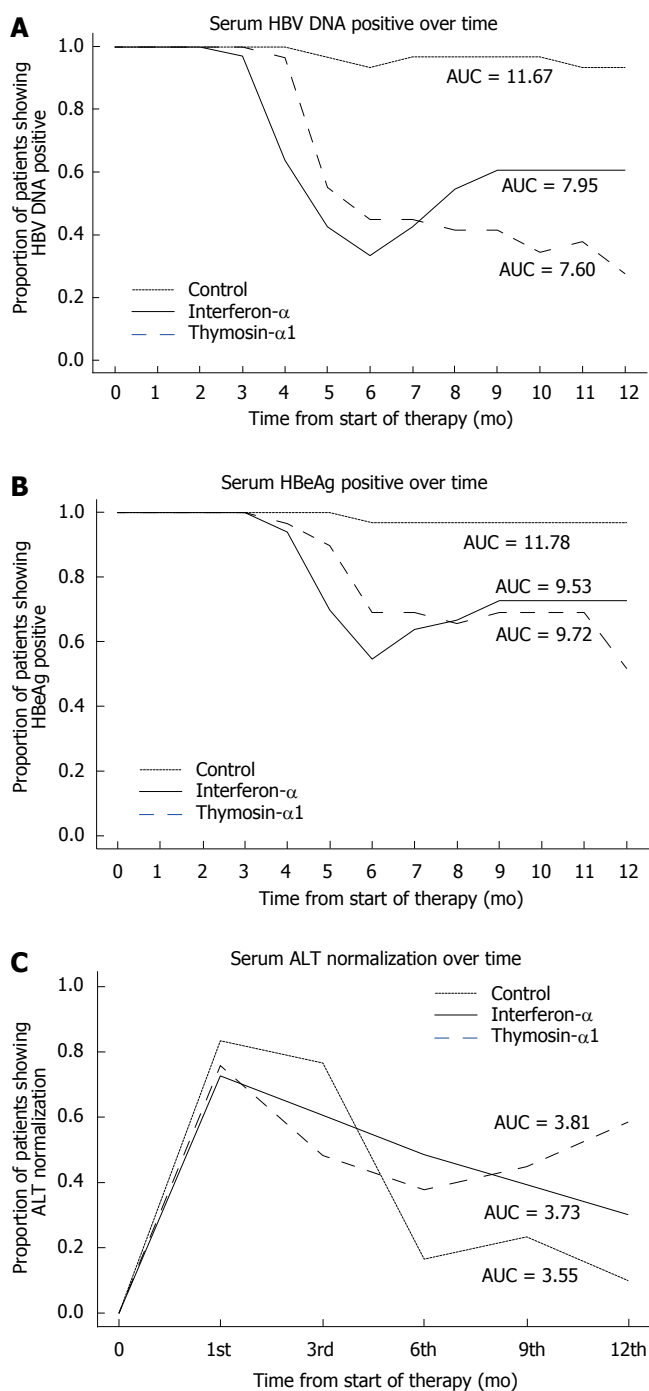 A
Serum HBV DNA positive over time
Proportion of patients showing
HBV DNA positive
1.0
0.8
0.6
0.4
0.2
0.0
AUC = 11.67
AUC = 7.95
AUC = 7.60
Control
Interferon-α
Thymosin-α1
0 1 2 3 4 5 6 7 8 9 10 11 12
Time from start of therapy (mo)
B
Serum HBeAg positive over time
Proportion of patients showing
HBeAg positive
1.0
0.8
0.6
0.4
0.2
0.0
AUC = 11.78
AUC = 9.53
AUC = 9.72
Control
Interferon-α
Thymosin-α1
0 1 2 3 4 5 6 7 8 9 10 11 12
Time from start of therapy (mo)
C
Serum ALT normalization over time
Proportion of patients showing
ALT normalization
1.0
0.8
0.6
0.4
0.2
0.0
Control
Interferon-α
Thymosin-α1
AUC = 3.81
AUC = 3.73
AUC = 3.55
0 1st 3rd 6th 9th 12th
Time from start of therapy (mo)